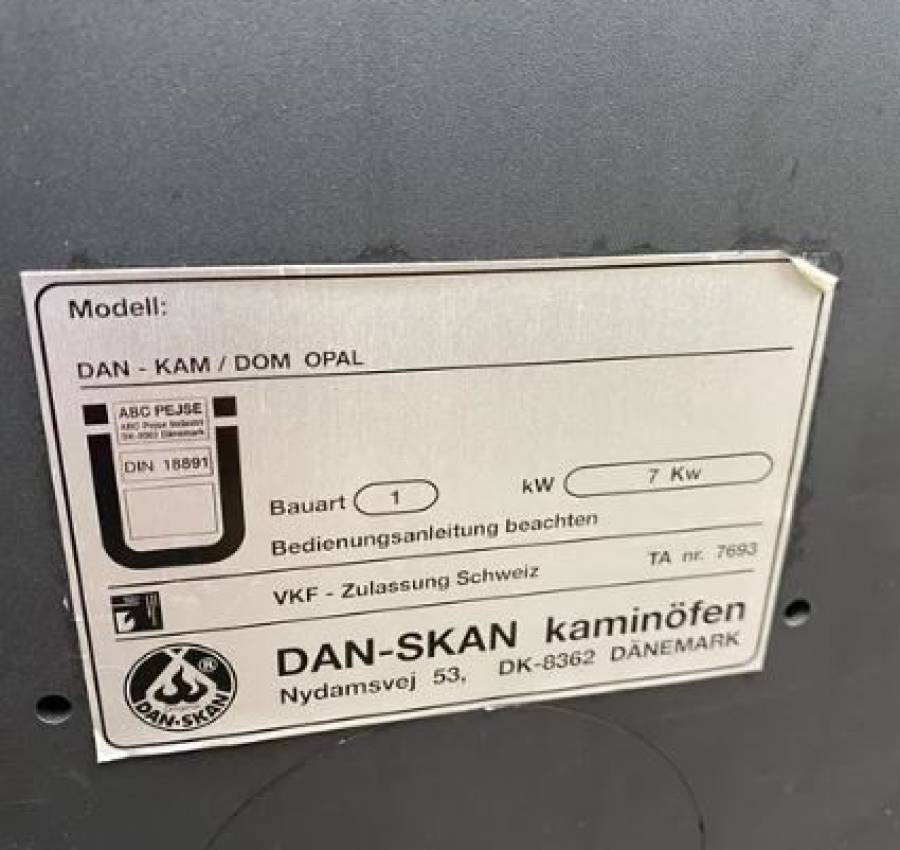 Modell:
DAN - KAM / DOM OPAL
ABC PEJSE
ABC Pejse Industri
DK-8362 Dänemark
DIN 18891
Bauart 1 kW 7 Kw
Bedienungsanleitung beachten
VKF - Zulassung Schweiz TA nr. 7693
DAN-SKAN kaminöfen
Nydamsvej 53, DK-8362 DÄNEMARK
® DAN-SKAN